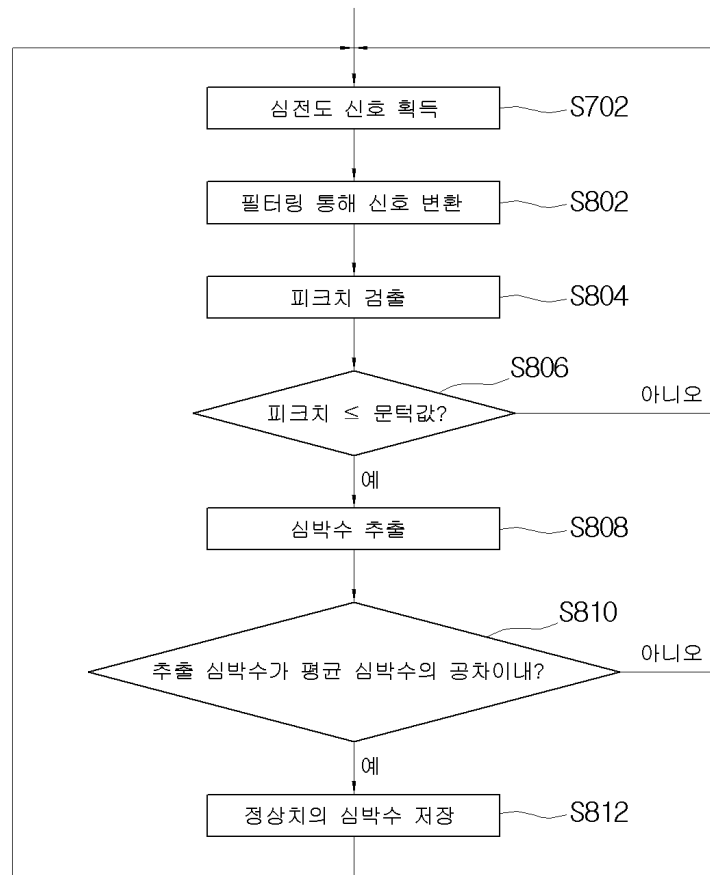 심전도 신호 획득
S702
필터링 통해 신호 변환
S802
피크치 검출
S804
S806
피크치 ≤ 문턱값?
아니오
예
심박수 추출
S808
S810
추출 심박수가 평균 심박수의 공차이내?
아니오
예
정상치의 심박수 저장
S812